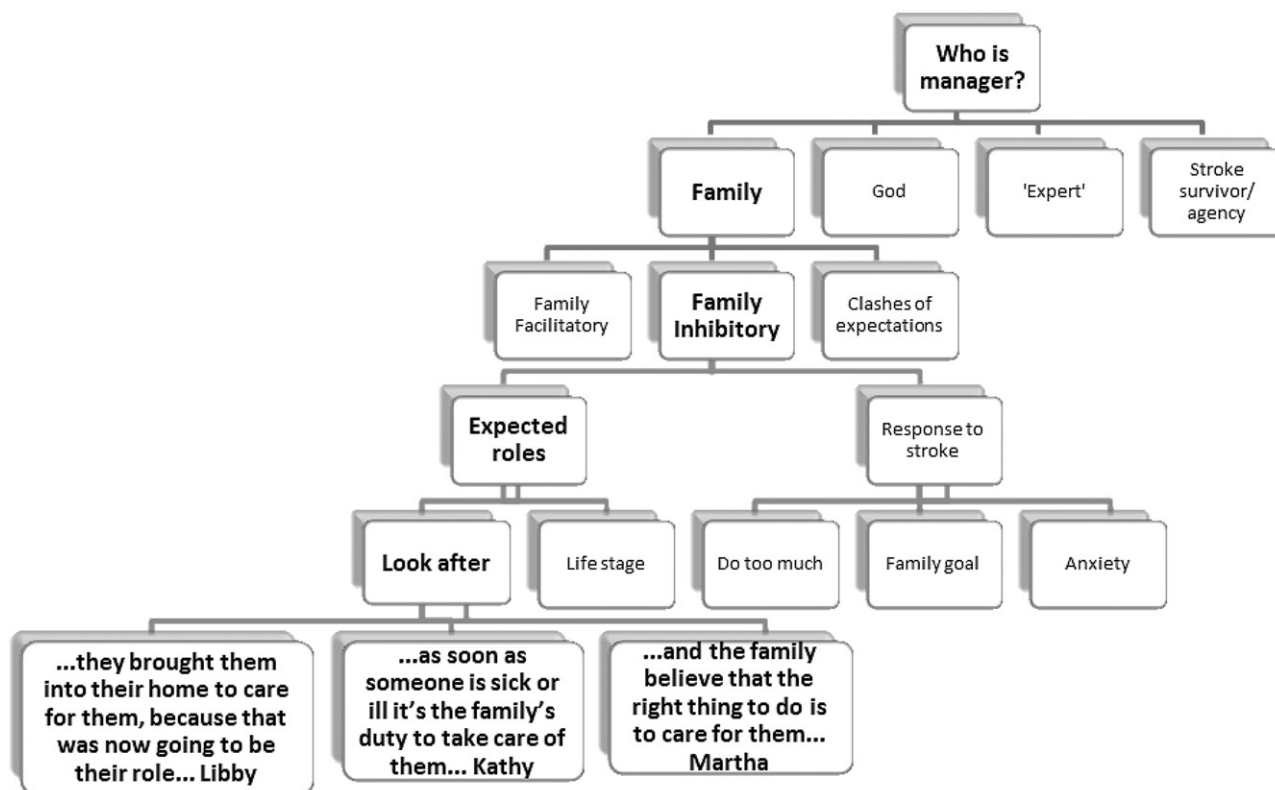 Who is
manager?
Family
God
'Expert'
Stroke
survivor/
agency
Family
Facilitatory
Family
Inhibitory
Clashes of
expectations
Expected
roles
Response to
stroke
Look after
Life stage
Do too much
Family goal
Anxiety
...they brought them
into their home to care
for them, because that
was now going to be
their role... Libby
...as soon as
someone is sick or
ill it’s the family’s
duty to take care of
them... Kathy
...and the family
believe that the
right thing to do is
to care for them...
Martha